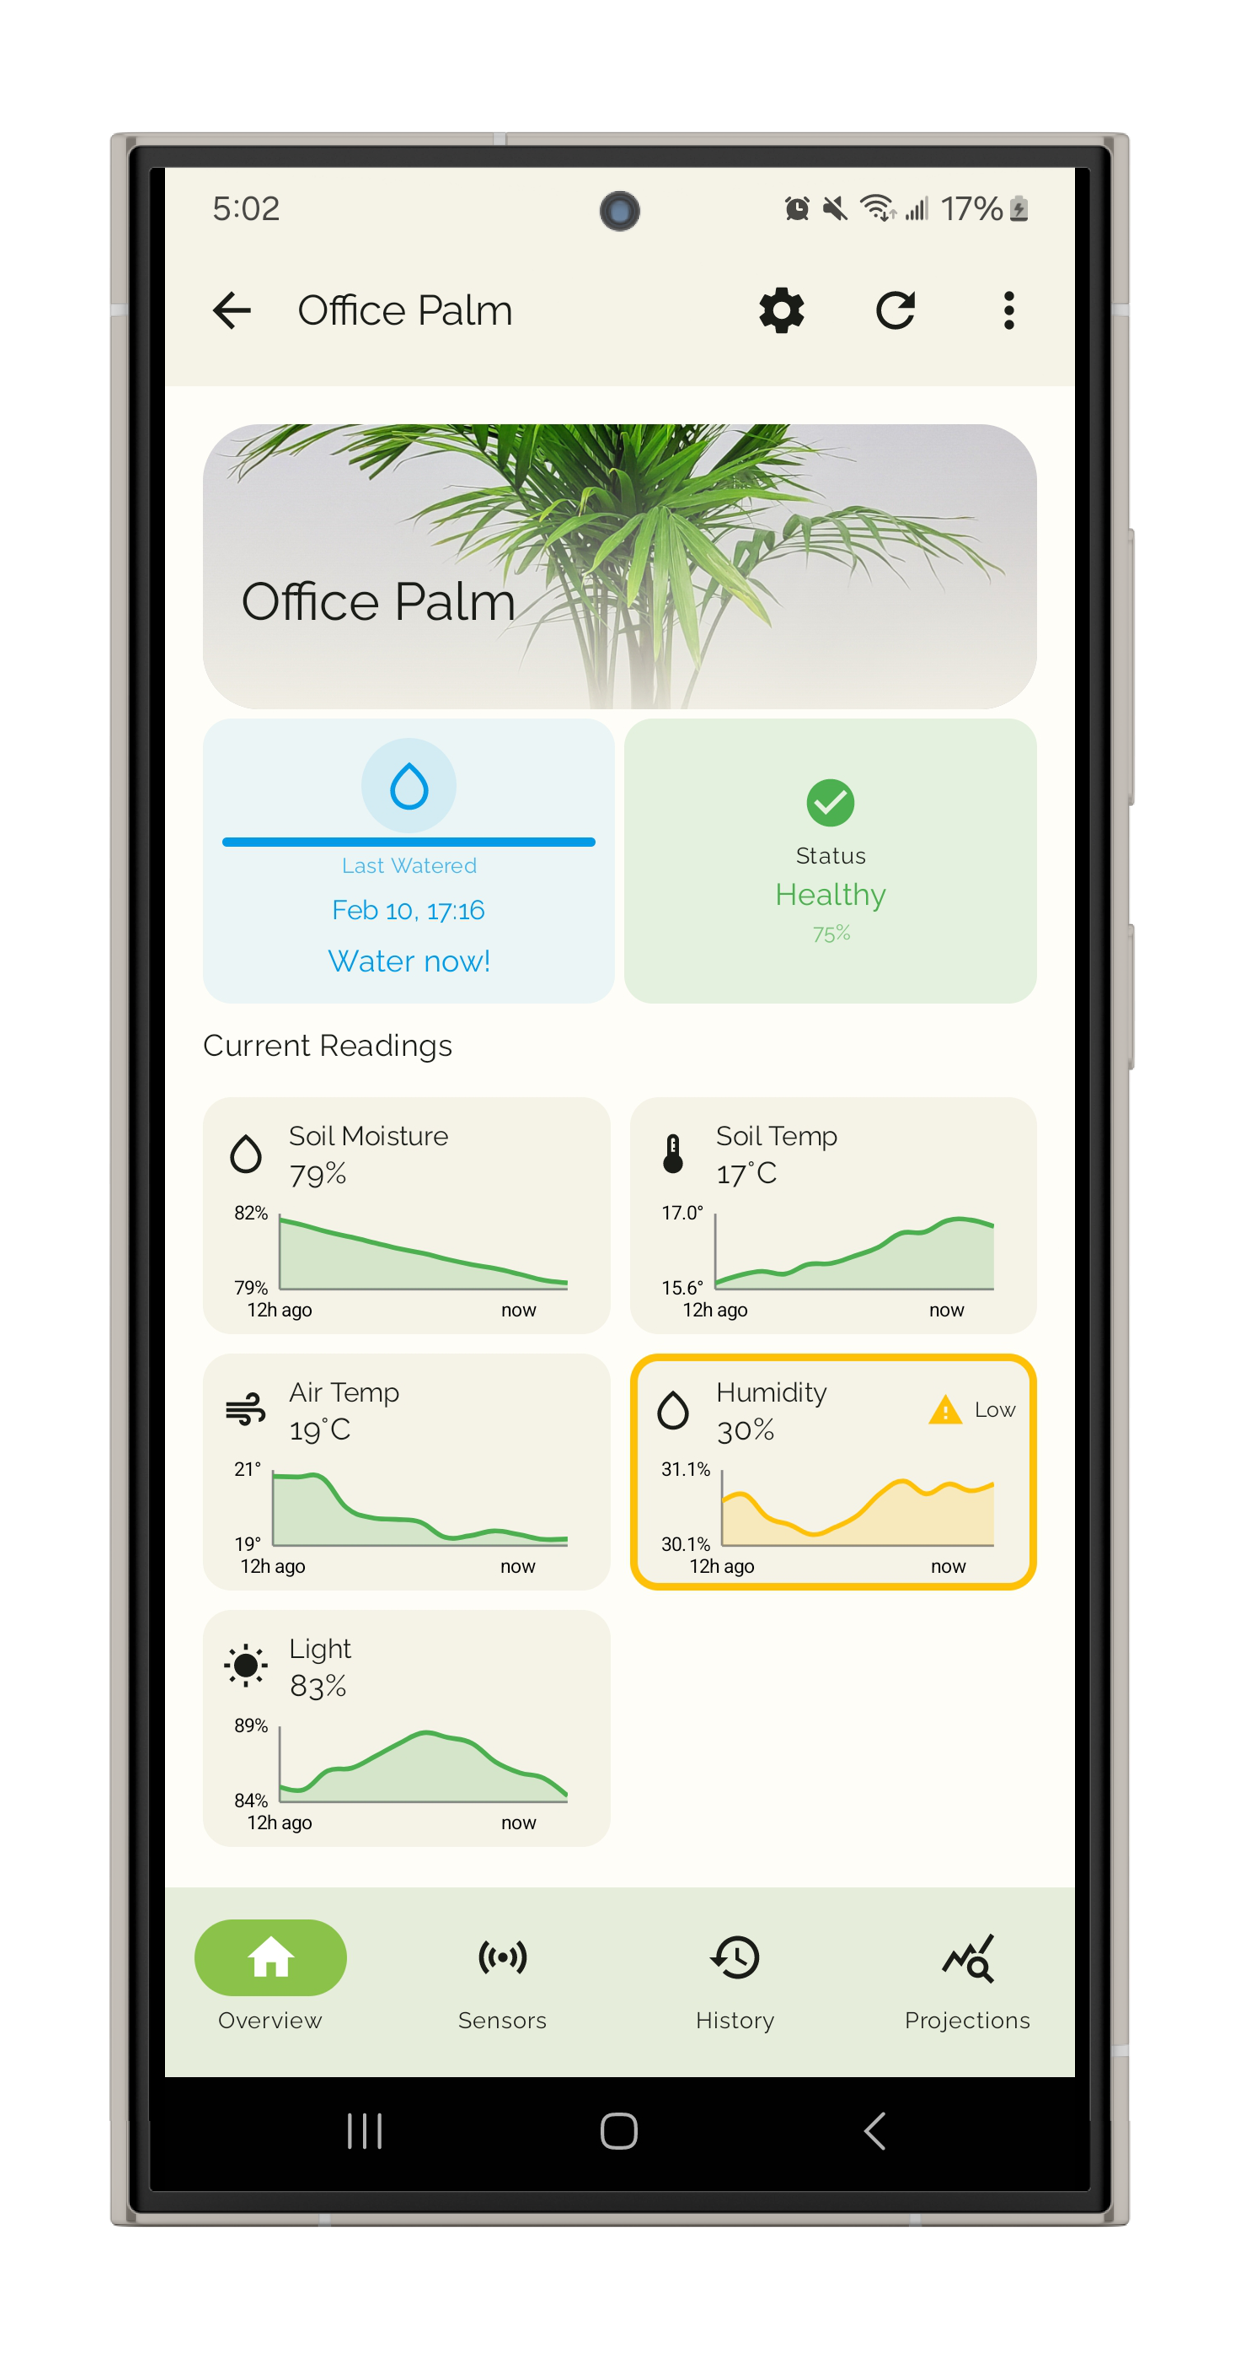 5:02
17%
Office Palm
Office Palm
Last Watered
Feb 10, 17:16
Water now!
Status
Healthy
75%
Current Readings
Soil Moisture
79%
82%
79%
12h ago now
Soil Temp
17°C
17.0°
15.6°
12h ago now
Air Temp
19°C
21°
19°
12h ago now
Humidity
30%
Low
31.1%
30.1%
12h ago now
Light
83%
89%
84%
12h ago now
Overview Sensors History Projections